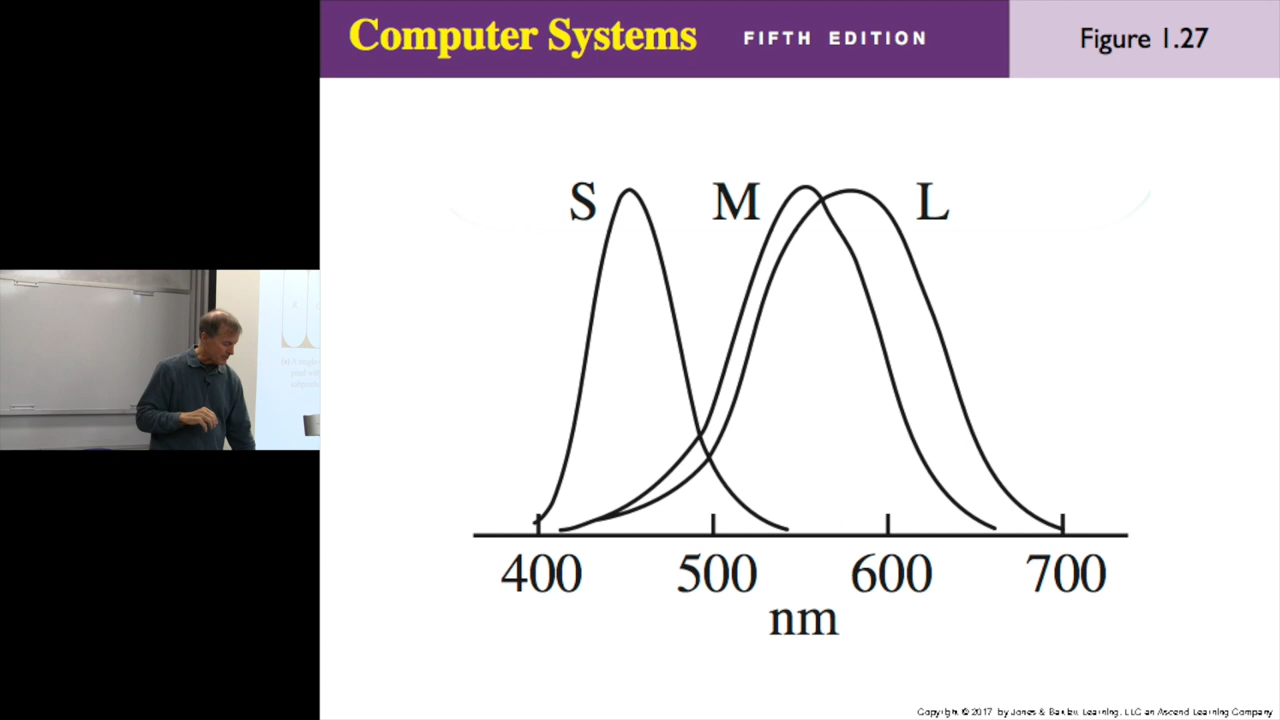 Computer Systems FIFTH EDITION Figure 1.27
S M L
400 500 600 700
nm
Copyright © 2017 by Jones & Bartlett Learning, LLC an Ascend Learning Company